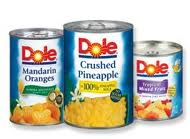 Dole
Mandarin
Oranges
Dole
Crushed
Pineapple
100%
Dole
Tropical
Mixed Fruit